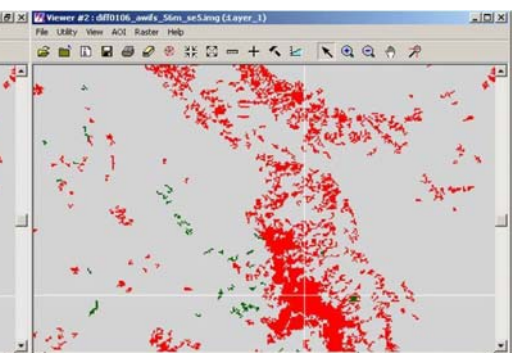 Viewer #2 : diff0106_awifs_56m_se5.img (:Layer_1)
File Utility View AOI Raster Help